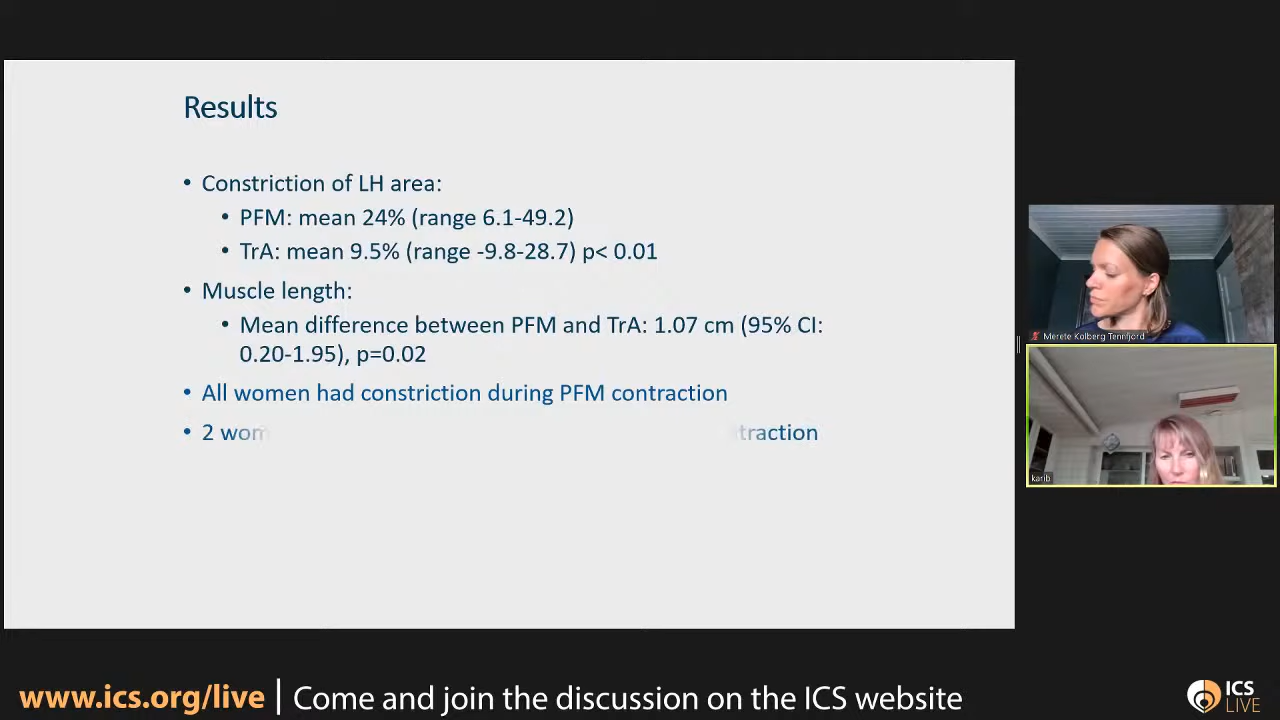 Results
• Constriction of LH area:
• PFM: mean 24% (range 6.1-49.2)
• TrA: mean 9.5% (range -9.8-28.7) p< 0.01
• Muscle length:
• Mean difference between PFM and TrA: 1.07 cm (95% CI:
0.20-1.95), p=0.02
• All women had constriction during PFM contraction
• 2
Merete Kolberg Tennfjord
karib
www.ics.org/live | Come and join the discussion on the ICS website
ICS
LIVE